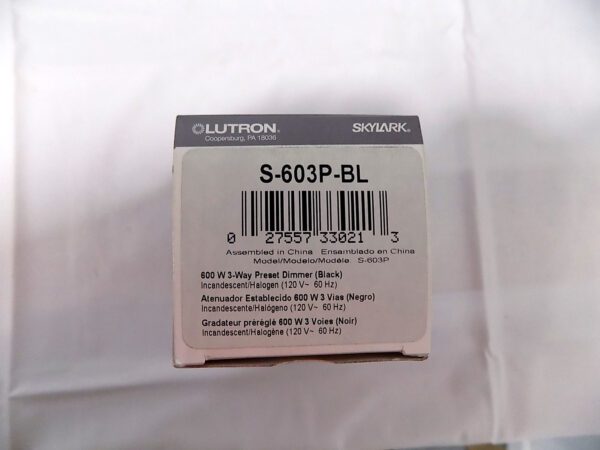 LUTRON®
Coopersburg, PA 18036
SKYLARK®
S-603P-BL
0 27557 33021 3
Assembled in China Ensamblado en China
Model/Modelo/Modèle S-603P
600 W 3-Way Preset Dimmer (Black)
Incandescent/Halogen (120 V~ 60 Hz)
Atenuador Establecido 600 W 3 Vias (Negro)
Incandescente/Halógeno (120 V~ 60 Hz)
Gradateur préréglé 600 W 3 Voies (Noir)
Incandescent/Halogène (120 V~ 60 Hz)